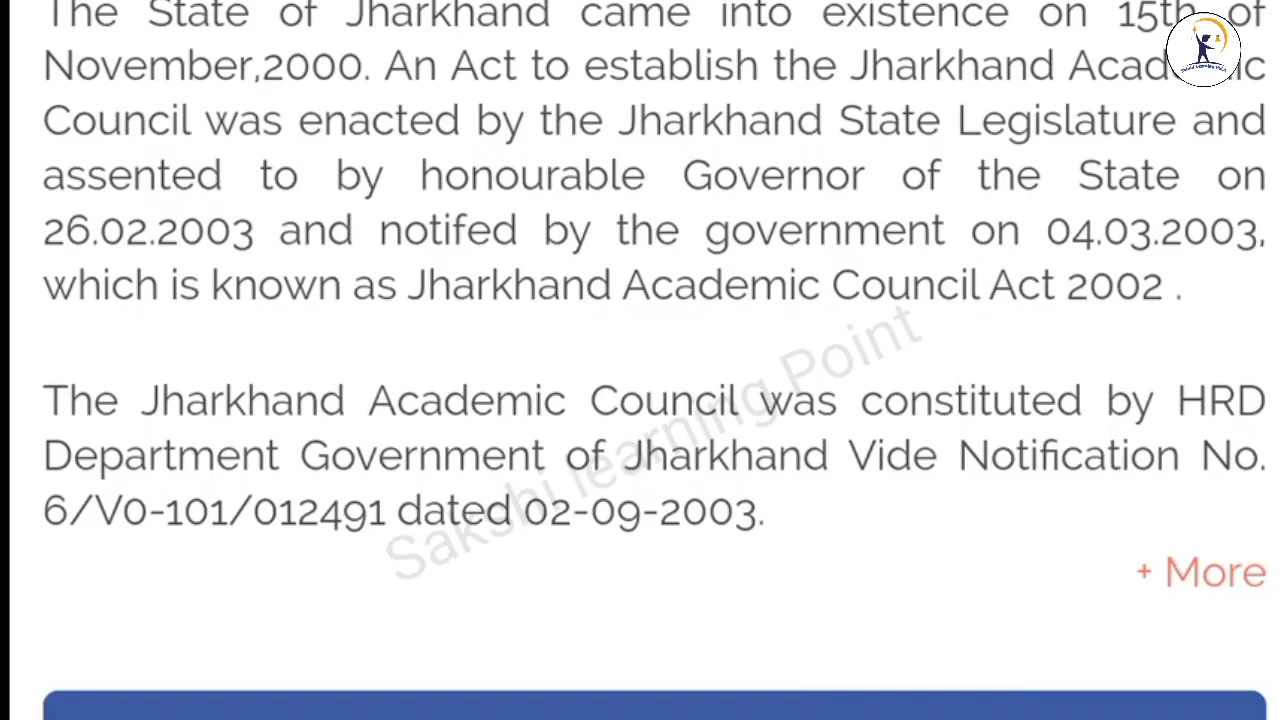 The State of Jharkhand came into existence on 15th of
November,2000. An Act to establish the Jharkhand Academic
Council was enacted by the Jharkhand State Legislature and
assented to by honourable Governor of the State on
26.02.2003 and notifed by the government on 04.03.2003,
which is known as Jharkhand Academic Council Act 2002 .
The Jharkhand Academic Council was constituted by HRD
Department Government of Jharkhand Vide Notification No.
6/V0-101/012491 dated 02-09-2003.
Sakshi learning Point
+ More